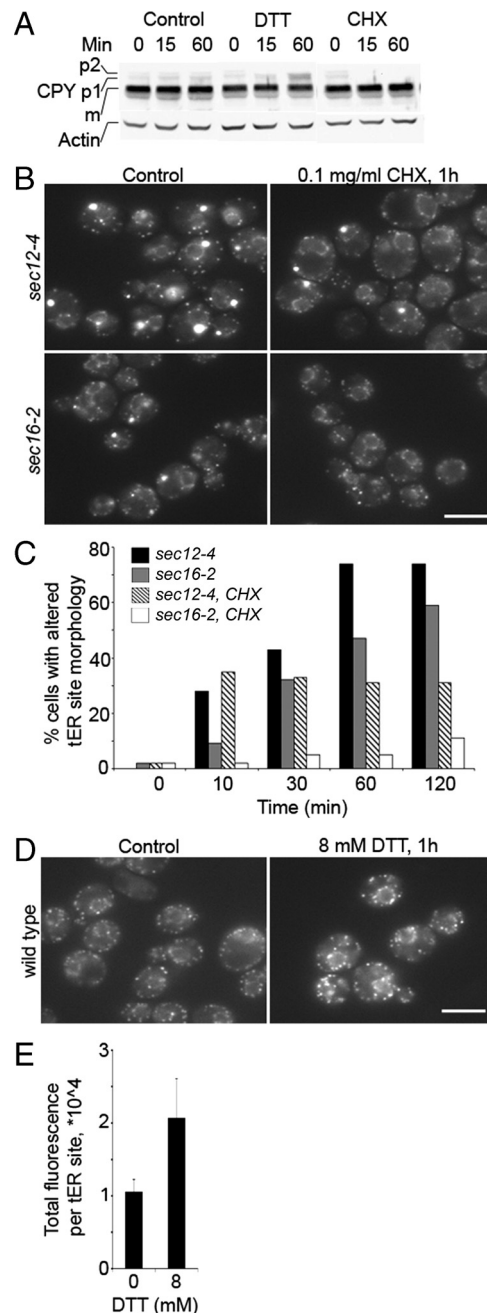 A
Control DTT CHX
Min 0 15 60 0 15 60 0 15 60
p2
CPY p1
m
Actin
B
Control 0.1 mg/ml CHX, 1h
sec12-4
sec16-2
C
80
60
40
20
0
% cells with altered
tER site morphology
sec12-4
sec16-2
sec12-4, CHX
sec16-2, CHX
0 10 30 60 120
Time (min)
D
Control 8 mM DTT, 1h
wild type
E
3
2
1
0
Total fluorescence
per tER site, *10^4
0 8
DTT (mM)